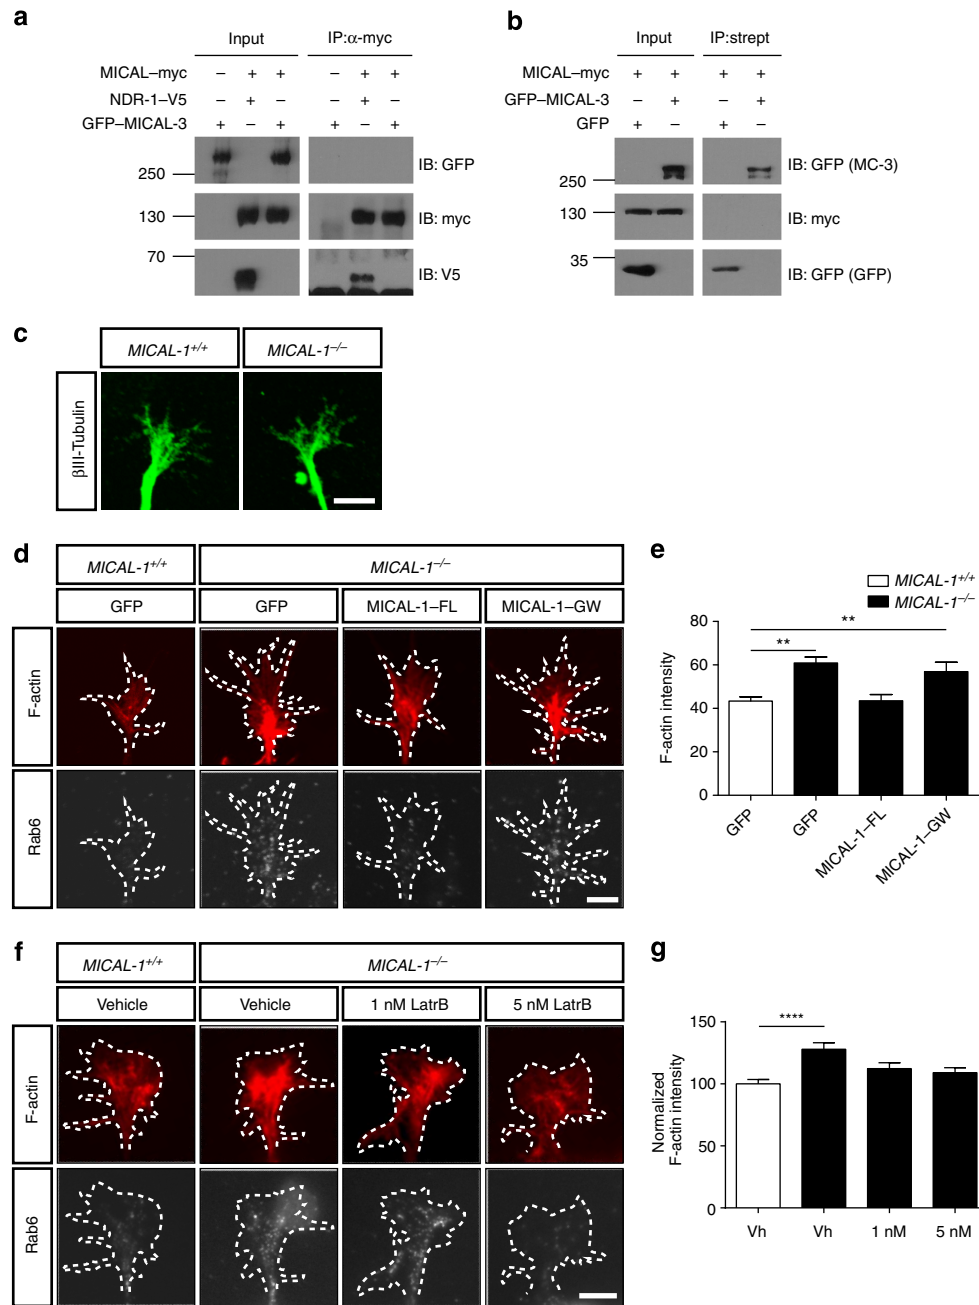 a
Input IP:α-myc
MICAL–myc – + + – + +
NDR-1–V5 – + – – + –
GFP–MICAL-3 + – + + – +
250
IB: GFP
130
IB: myc
70
IB: V5
b
Input IP:strept
MICAL–myc + + + +
GFP–MICAL-3 – + – +
GFP + – + –
250
IB: GFP (MC-3)
130
IB: myc
35
IB: GFP (GFP)
c
MICAL-1+/+ MICAL-1–/–
βIII-Tubulin
d
MICAL-1+/+ MICAL-1–/–
GFP GFP MICAL-1–FL MICAL-1–GW
F-actin
Rab6
e
MICAL-1+/+
MICAL-1–/–
F-actin intensity
80
60
40
20
0
**
**
GFP GFP MICAL-1–FL MICAL-1–GW
f
MICAL-1+/+ MICAL-1–/–
Vehicle Vehicle 1 nM LatrB 5 nM LatrB
F-actin
Rab6
g
Normalized
F-actin intensity
150
100
50
0
****
Vh Vh 1 nM 5 nM